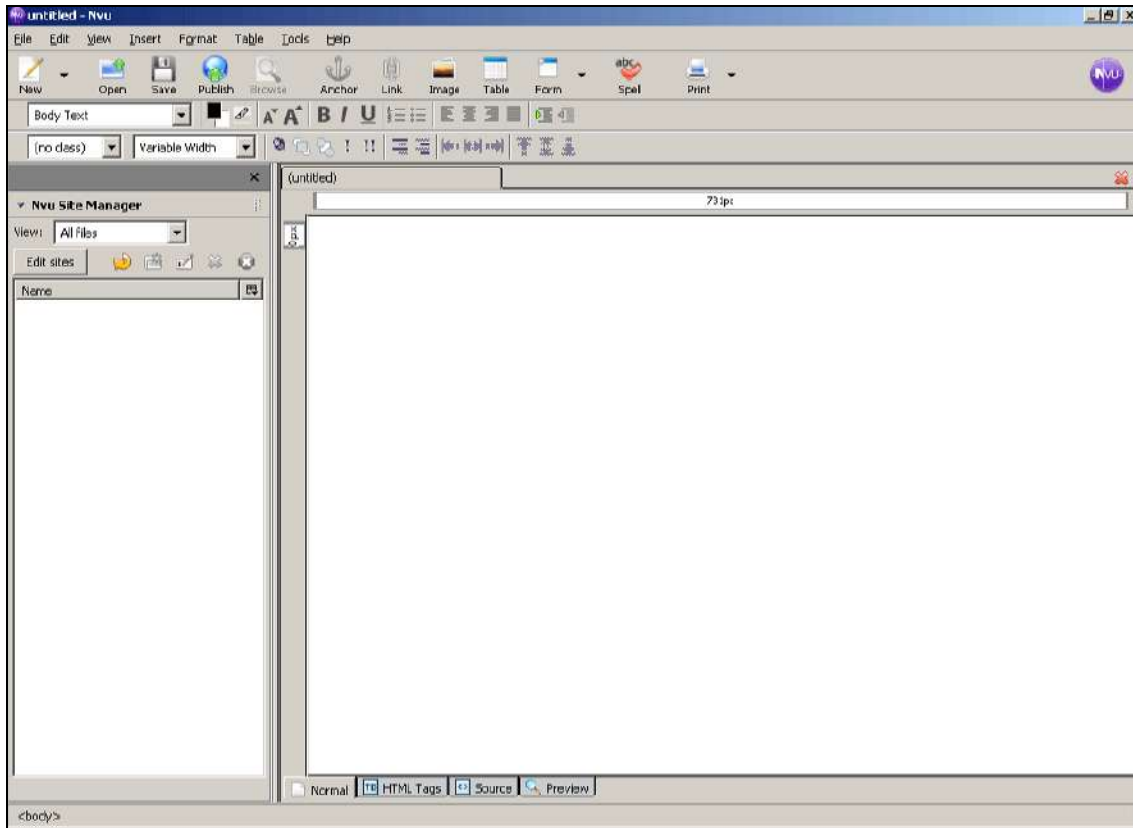 untitled - Nvu
File Edit View Insert Format Table Tools Help
New Open Save Publish Browse Anchor Link Image Table Form Spell Print NVU
Body Text A A B I U
(no class) Variable Width ! !!
(untitled)
Nvu Site Manager
731px
View: All files
0px
Edit sites
Name
Normal HTML Tags Source Preview
<body>